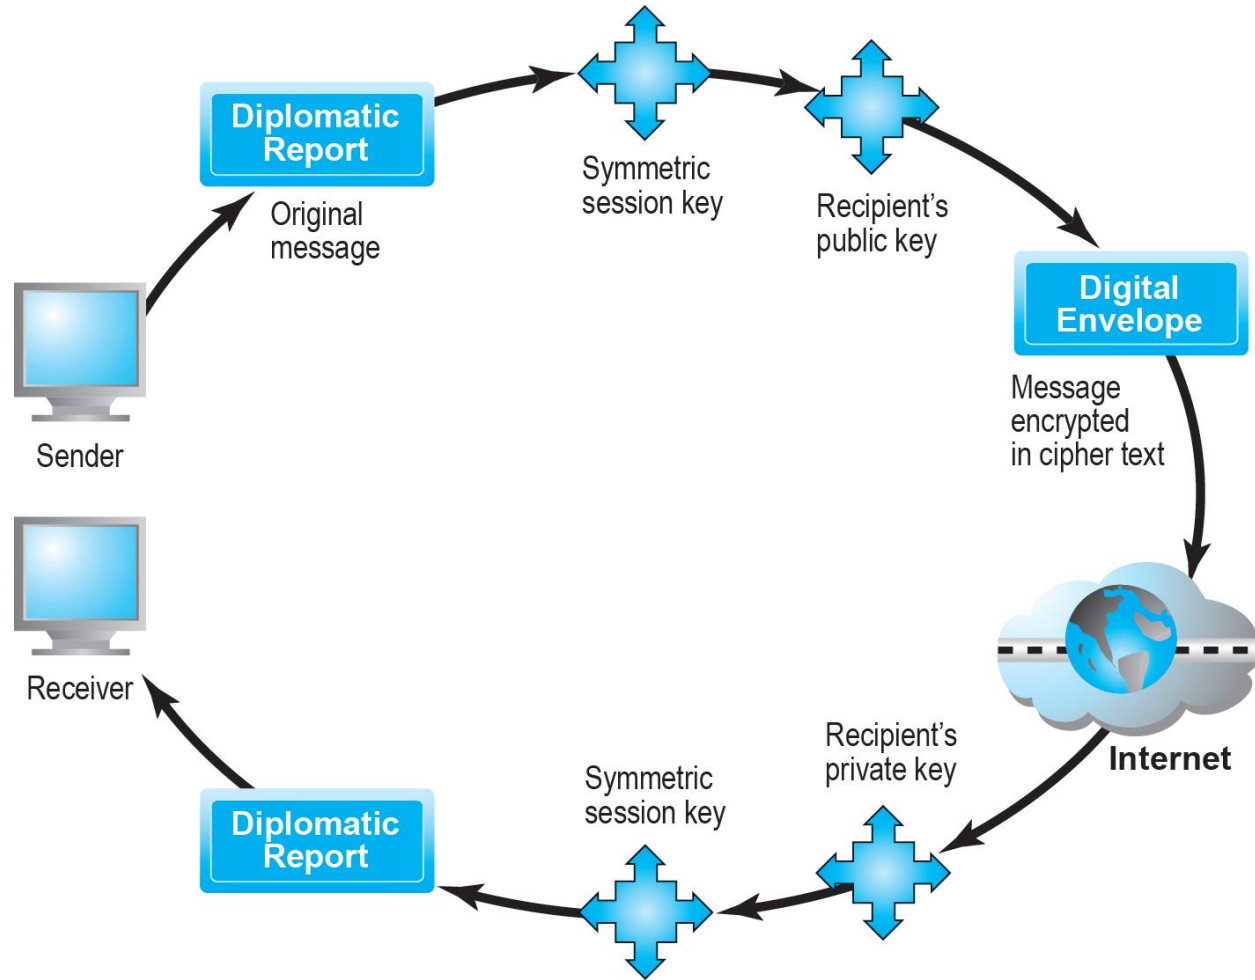 Diplomatic
Report
Original
message
Symmetric
session key
Recipient's
public key
Digital
Envelope
Message
encrypted
in cipher text
Sender
Receiver
Internet
Recipient's
private key
Symmetric
session key
Diplomatic
Report